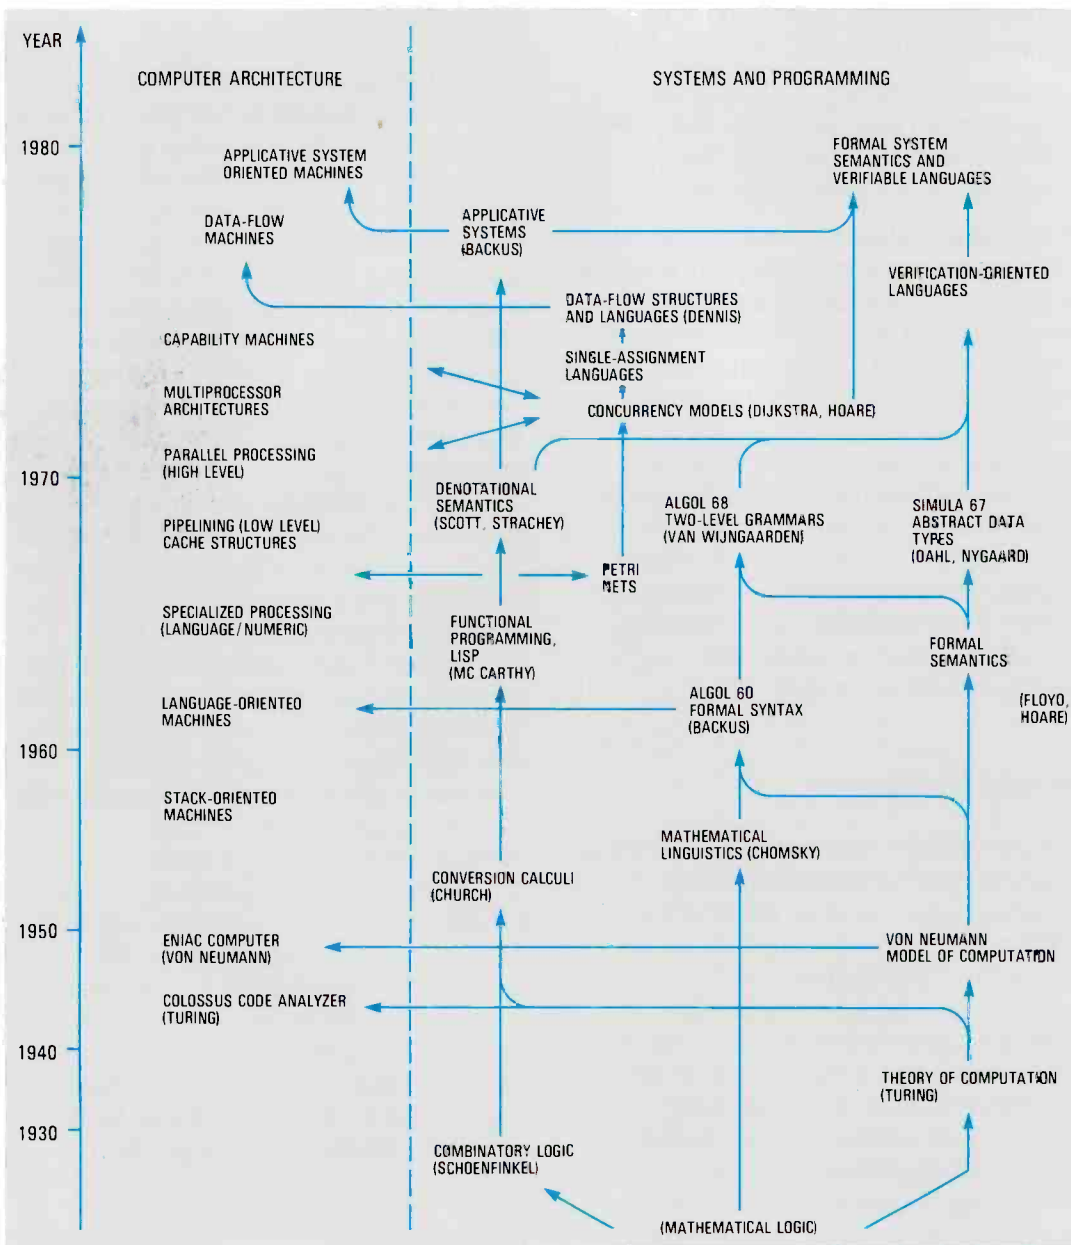 YEAR
COMPUTER ARCHITECTURE
SYSTEMS AND PROGRAMMING
1980
1970
1960
1950
1940
1930
APPLICATIVE SYSTEM
ORIENTED MACHINES
DATA-FLOW
MACHINES
CAPABILITY MACHINES
MULTIPROCESSOR
ARCHITECTURES
PARALLEL PROCESSING
(HIGH LEVEL)
PIPELINING (LOW LEVEL)
CACHE STRUCTURES
SPECIALIZED PROCESSING
(LANGUAGE/NUMERIC)
LANGUAGE-ORIENTED
MACHINES
STACK-ORIENTED
MACHINES
ENIAC COMPUTER
(VON NEUMANN)
COLOSSUS CODE ANALYZER
(TURING)
FORMAL SYSTEM
SEMANTICS AND
VERIFIABLE LANGUAGES
APPLICATIVE
SYSTEMS
(BACKUS)
VERIFICATION-ORIENTED
LANGUAGES
DATA-FLOW STRUCTURES
AND LANGUAGES (DENNIS)
SINGLE-ASSIGNMENT
LANGUAGES
CONCURRENCY MODELS (DIJKSTRA, HOARE)
DENOTATIONAL
SEMANTICS
(SCOTT, STRACHEY)
ALGOL 68
TWO-LEVEL GRAMMARS
(VAN WIJNGAARDEN)
SIMULA 67
ABSTRACT DATA
TYPES
(OAHL, NYGAARD)
PETRI
METS
FUNCTIONAL
PROGRAMMING,
LISP
(MC CARTHY)
FORMAL
SEMANTICS
(FLOYO,
HOARE)
ALGOL 60
FORMAL SYNTAX
(BACKUS)
MATHEMATICAL
LINGUISTICS (CHOMSKY)
CONVERSION CALCULI
(CHURCH)
VON NEUMANN
MODEL OF COMPUTATION
THEORY OF COMPUTATION
(TURING)
COMBINATORY LOGIC
(SCHOENFINKEL)
(MATHEMATICAL LOGIC)